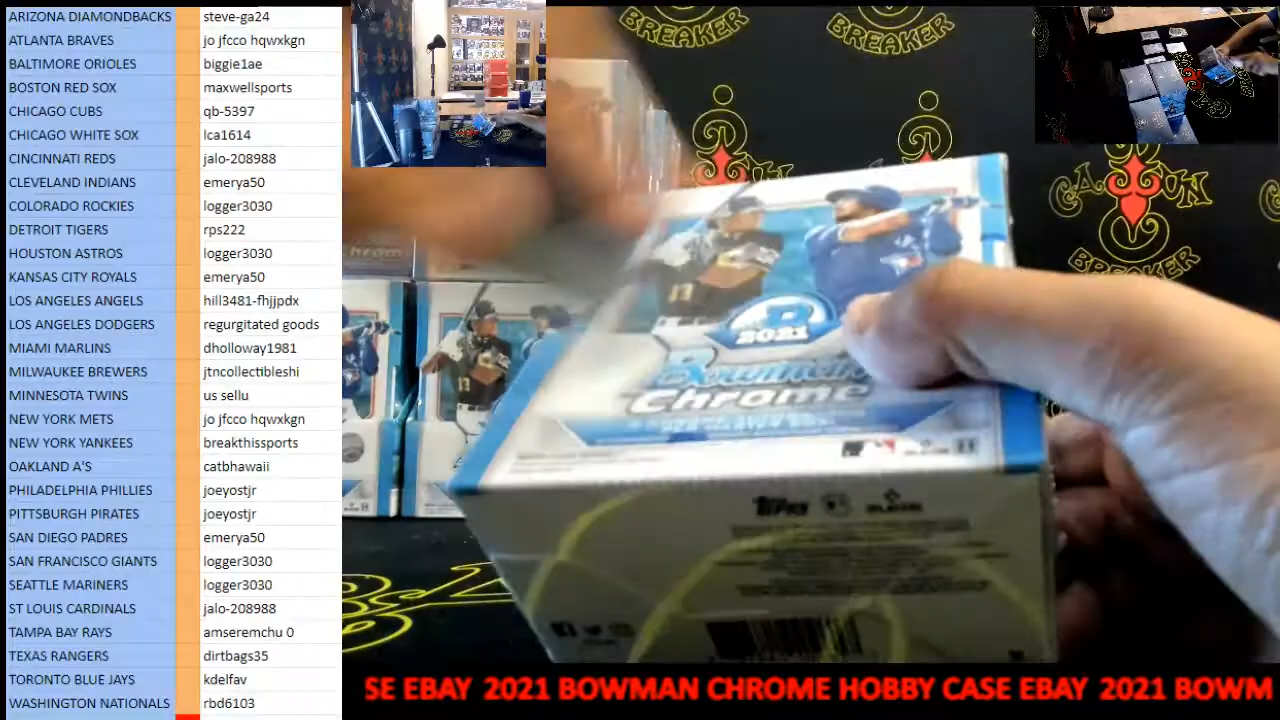 ARIZONA DIAMONDBACKS steve-ga24
ATLANTA BRAVES jo jfcco hqwxkgn
BALTIMORE ORIOLES biggie1ae
BOSTON RED SOX maxwellsports
CHICAGO CUBS qb-5397
CHICAGO WHITE SOX lca1614
CINCINNATI REDS jalo-208988
CLEVELAND INDIANS emerya50
COLORADO ROCKIES logger3030
DETROIT TIGERS rps222
HOUSTON ASTROS logger3030
KANSAS CITY ROYALS emerya50
LOS ANGELES ANGELS hill3481-fhjjpdx
LOS ANGELES DODGERS regurgitated goods
MIAMI MARLINS dholloway1981
MILWAUKEE BREWERS jtncollectibleshi
MINNESOTA TWINS us sellu
NEW YORK METS jo jfcco hqwxkgn
NEW YORK YANKEES breakthissports
OAKLAND A'S catbhawaii
PHILADELPHIA PHILLIES joeyostjr
PITTSBURGH PIRATES joeyostjr
SAN DIEGO PADRES emerya50
SAN FRANCISCO GIANTS logger3030
SEATTLE MARINERS logger3030
ST LOUIS CARDINALS jalo-208988
TAMPA BAY RAYS amseremchu 0
TEXAS RANGERS dirtbags35
TORONTO BLUE JAYS kdelfav
WASHINGTON NATIONALS rbd6103
BREAKER
BREAKER
CAJUN
BREAKER
Chrome
2021
Bowman
Chrome
topps
SE EBAY 2021 BOWMAN CHROME HOBBY CASE EBAY 2021 BOWM